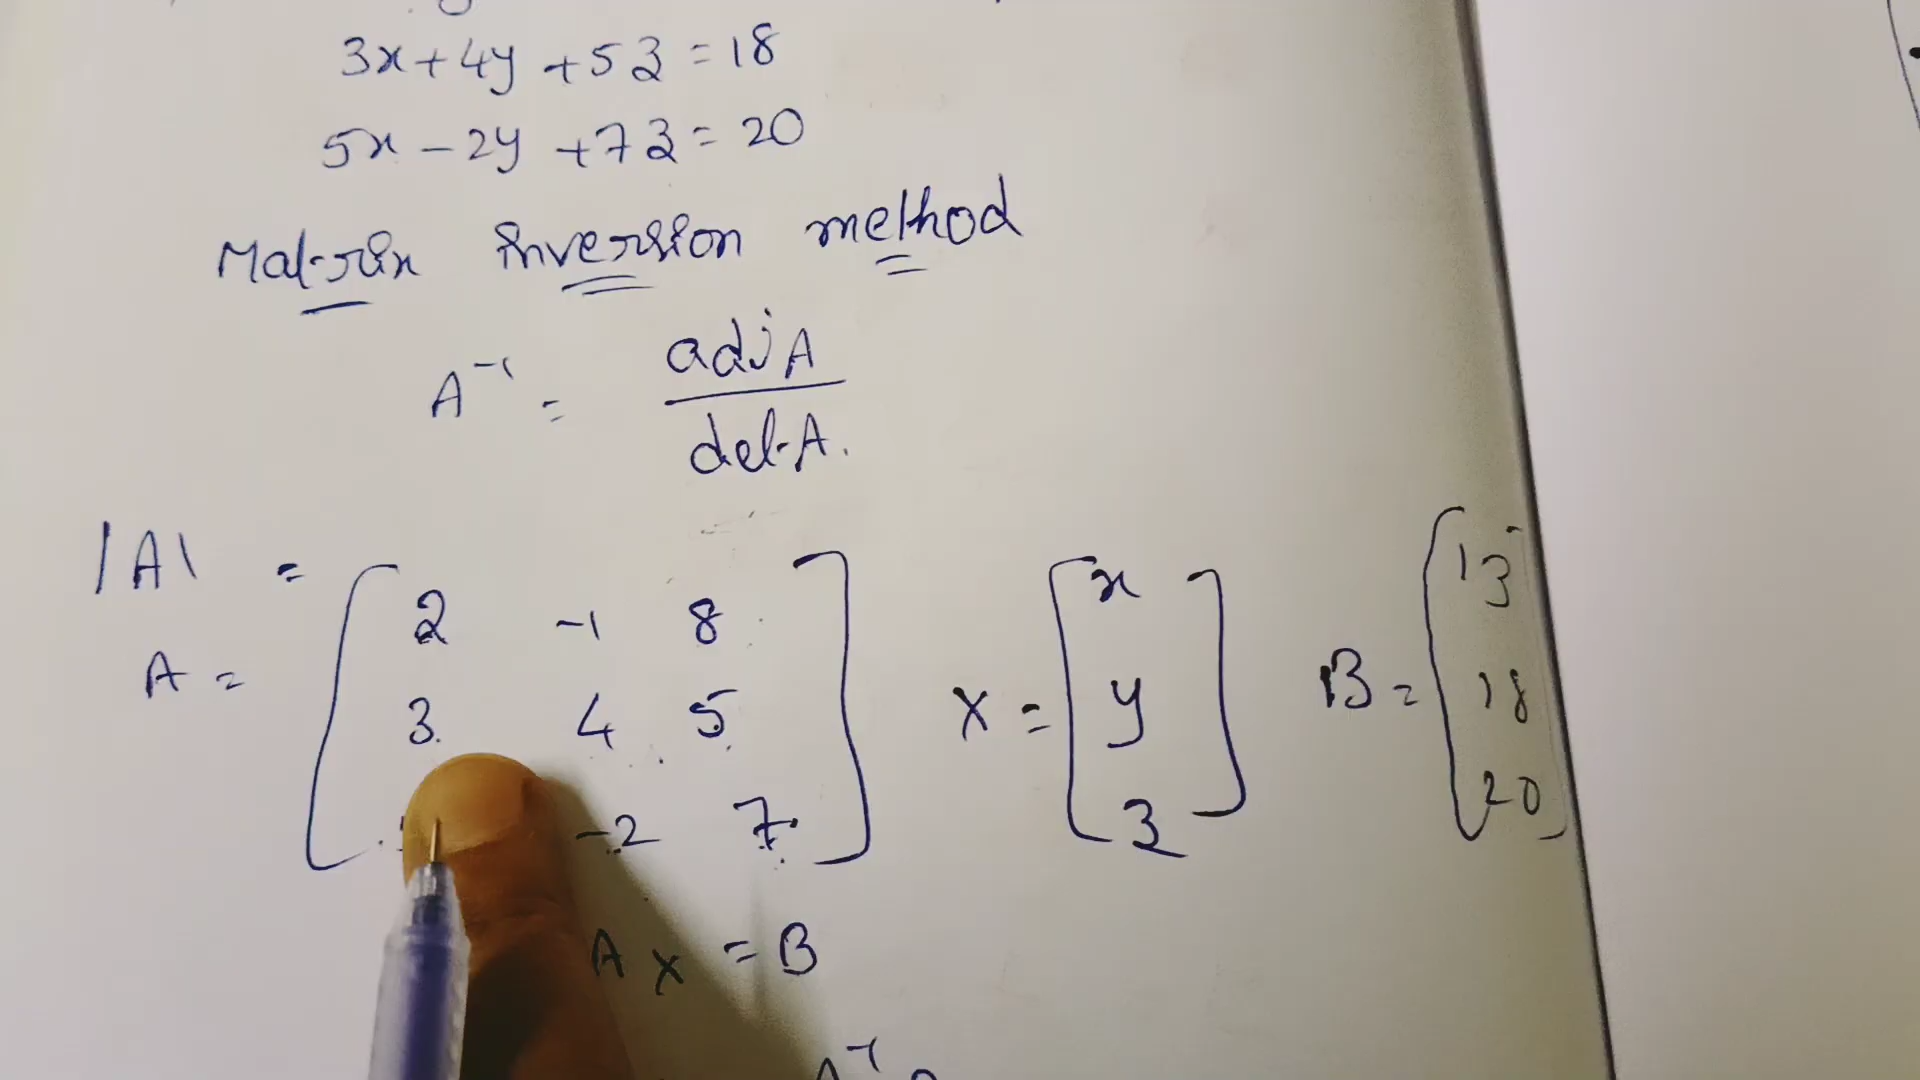 3x+4y+5z=18
5x-2y+7z=20
Matrix inversion method
A⁻¹ = adj A / det A.
|A| =
A = [ 2 -1 8
3 4 5
-2 7 ]
X = [ x
y
z ]
B = [ 13
18
20 ]
A X = B
A⁻¹